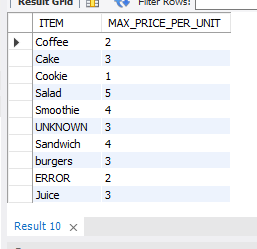 Result Grid Filter Rows:
ITEM MAX_PRICE_PER_UNIT
Coffee 2
Cake 3
Cookie 1
Salad 5
Smoothie 4
UNKNOWN 3
Sandwich 4
burgers 3
ERROR 2
Juice 3
Result 10 ×